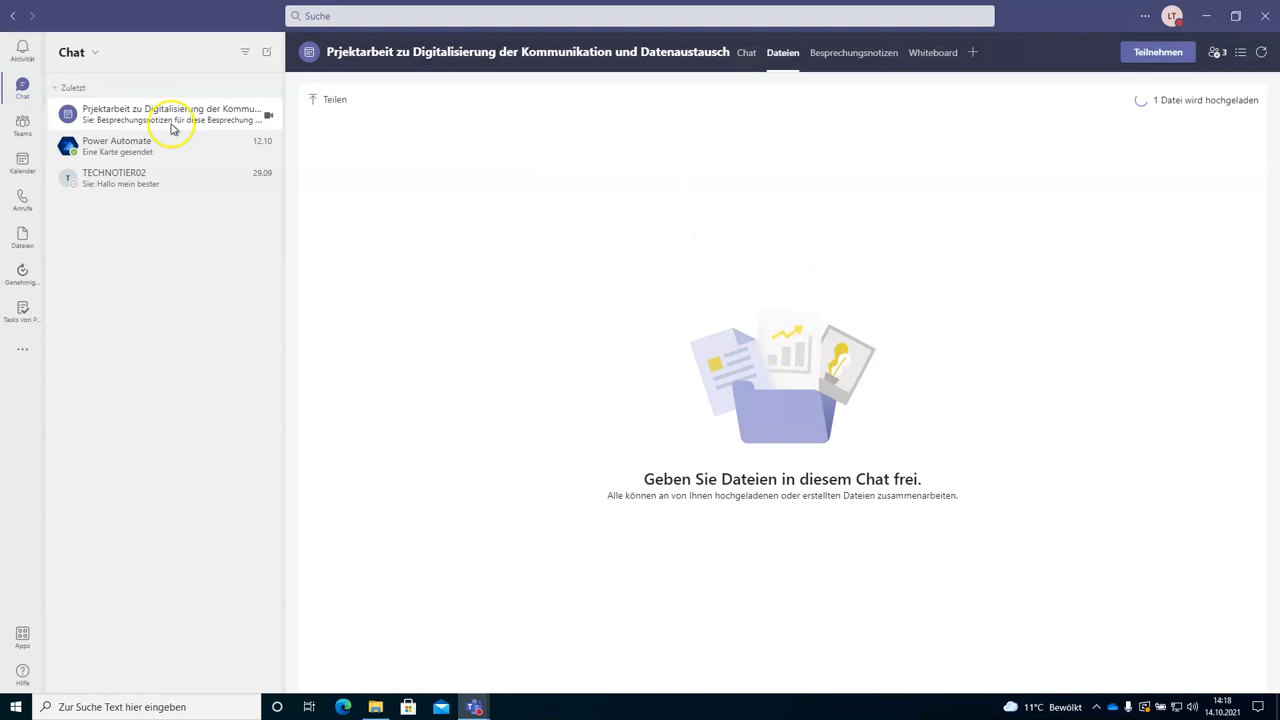 Suche
LT
Aktivität
Chat
Teams
Kalender
Anrufe
Dateien
Genehmig...
Tasks von P...
Apps
Hilfe
Chat
Zuletzt
Prjektarbeit zu Digitalisierung der Kommu...
Sie: Besprechungsnotizen für diese Besprechung ...
Power Automate
12.10
Eine Karte gesendet
T
TECHNOTIER02
29.09
Sie: Hallo mein bester
Prjektarbeit zu Digitalisierung der Kommunikation und Datenaustausch
Chat
Dateien
Besprechungsnotizen
Whiteboard
Teilnehmen
3
Teilen
1 Datei wird hochgeladen
Geben Sie Dateien in diesem Chat frei.
Alle können an von Ihnen hochgeladenen oder erstellten Dateien zusammenarbeiten.
Zur Suche Text hier eingeben
11°C Bewölkt
14:18
14.10.2021